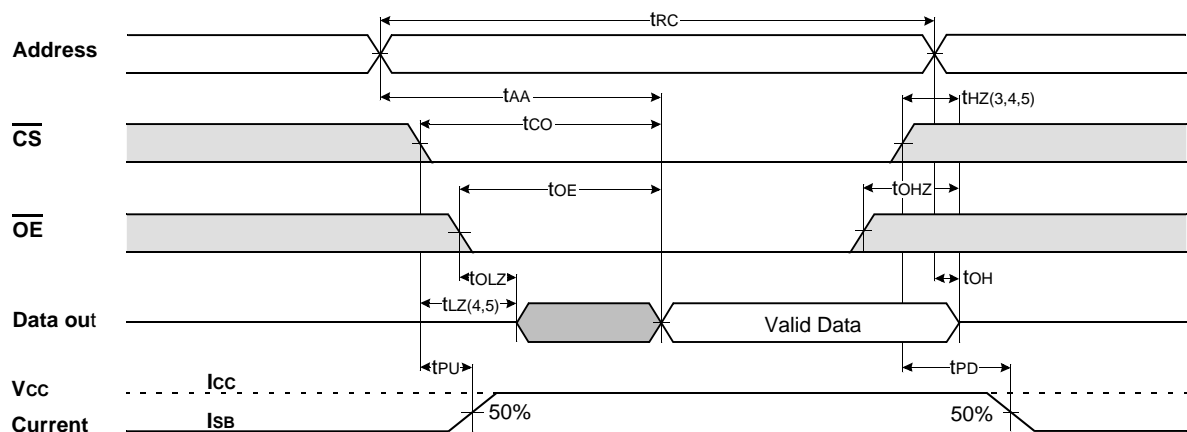 tRC
Address
tAA
tHZ(3,4,5)
CS
tCO
tOE
tOHZ
OE
tOLZ
tOH
tLZ(4,5)
Data out
Valid Data
tPU
tPD
VCC
ICC
50%
50%
Current
ISB